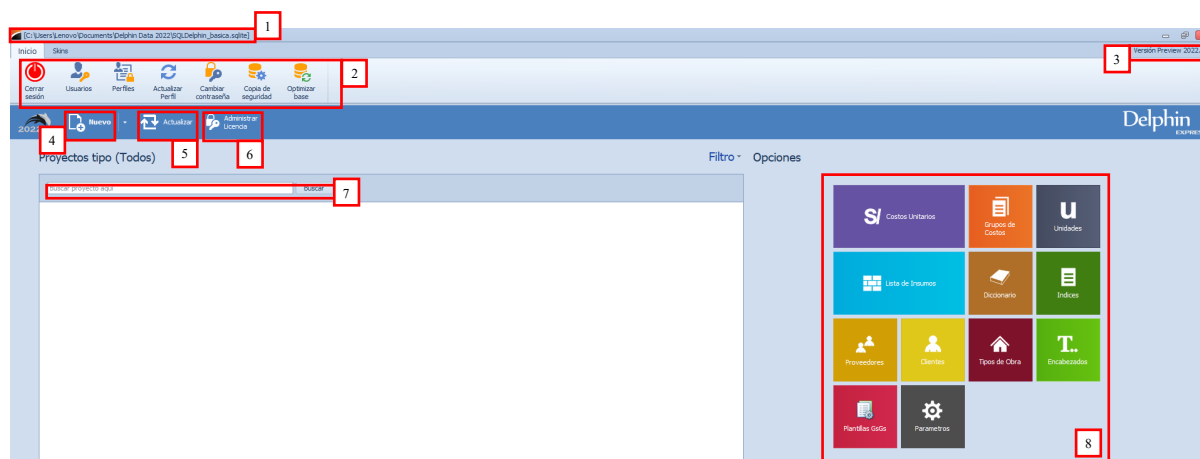 1
[C:\Users\Lenovo\Documents\Delphin Data 2022\SQLDelphin_basica.sqlite]
Inicio Skins
3
Versión Preview 2022.
Cerrar sesión Usuarios Perfiles Actualizar Perfil Cambiar contraseña Copia de seguridad Optimizar base
2
2022
Nuevo Actualizar Administrar Licencia
Delphin
EXPRE
4 5 6
Proyectos tipo (Todos) Filtro Opciones
buscar proyecto aqui buscar
7
S/ Costos Unitarios
Grupos de Costos
u
Unidades
Lista de Insumos
Diccionario
Indices
Proveedores
Clientes
Tipos de Obra
T..
Encabezados
Plantillas GsGs
Parametros
8